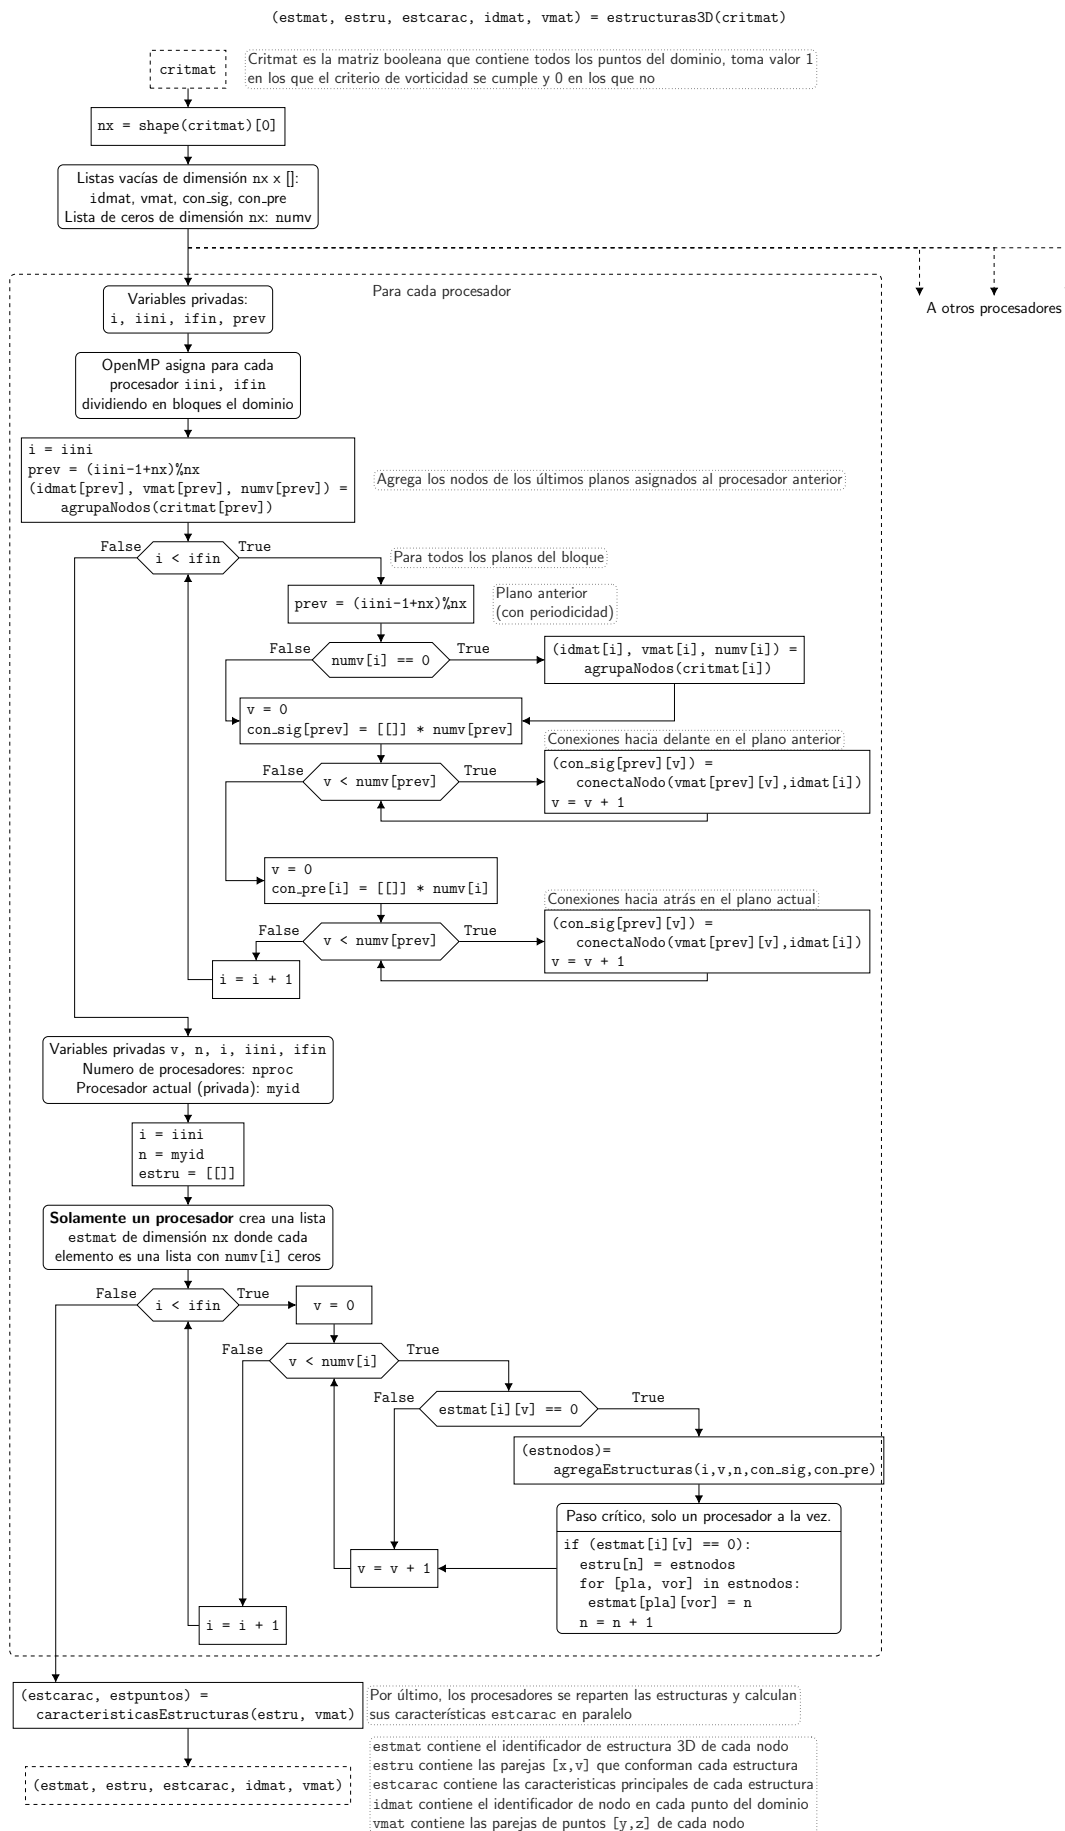 (estmat, estru, estcarac, idmat, vmat) = estructuras3D(critmat)
critmat
Critmat es la matriz booleana que contiene todos los puntos del dominio, toma valor 1
en los que el criterio de vorticidad se cumple y 0 en los que no
nx = shape(critmat)[0]
Listas vacías de dimensión nx x []:
idmat, vmat, con_sig, con_pre
Lista de ceros de dimensión nx: numv
Para cada procesador
A otros procesadores
Variables privadas:
i, iini, ifin, prev
OpenMP asigna para cada
procesador iini, ifin
dividiendo en bloques el dominio
i = iini
prev = (iini-1+nx)%nx
(idmat[prev], vmat[prev], numv[prev]) =
agrupaNodos(critmat[prev])
Agrega los nodos de los últimos planos asignados al procesador anterior
False
i < ifin
True
Para todos los planos del bloque
prev = (iini-1+nx)%nx
Plano anterior
(con periodicidad)
False
numv[i] == 0
True
(idmat[i], vmat[i], numv[i]) =
agrupaNodos(critmat[i])
v = 0
con_sig[prev] = [[]] * numv[prev]
Conexiones hacia delante en el plano anterior
False
v < numv[prev]
True
(con_sig[prev][v]) =
conectaNodo(vmat[prev][v],idmat[i])
v = v + 1
v = 0
con_pre[i] = [[]] * numv[i]
Conexiones hacia atrás en el plano actual
False
v < numv[prev]
True
(con_sig[prev][v]) =
conectaNodo(vmat[prev][v],idmat[i])
v = v + 1
i = i + 1
Variables privadas v, n, i, iini, ifin
Numero de procesadores: nproc
Procesador actual (privada): myid
i = iini
n = myid
estru = [[]]
Solamente un procesador crea una lista
estmat de dimensión nx donde cada
elemento es una lista con numv[i] ceros
False
i < ifin
True
v = 0
False
v < numv[i]
True
False
estmat[i][v] == 0
True
(estnodos)=
agregaEstructuras(i,v,n,con_sig,con_pre)
Paso crítico, solo un procesador a la vez.
if (estmat[i][v] == 0):
estru[n] = estnodos
for [pla, vor] in estnodos:
estmat[pla][vor] = n
n = n + 1
v = v + 1
i = i + 1
(estcarac, estpuntos) =
caracteristicasEstructuras(estru, vmat)
Por último, los procesadores se reparten las estructuras y calculan
sus características estcarac en paralelo
(estmat, estru, estcarac, idmat, vmat)
estmat contiene el identificador de estructura 3D de cada nodo
estru contiene las parejas [x,v] que conforman cada estructura
estcarac contiene las caracteristicas principales de cada estructura
idmat contiene el identificador de nodo en cada punto del dominio
vmat contiene las parejas de puntos [y,z] de cada nodo